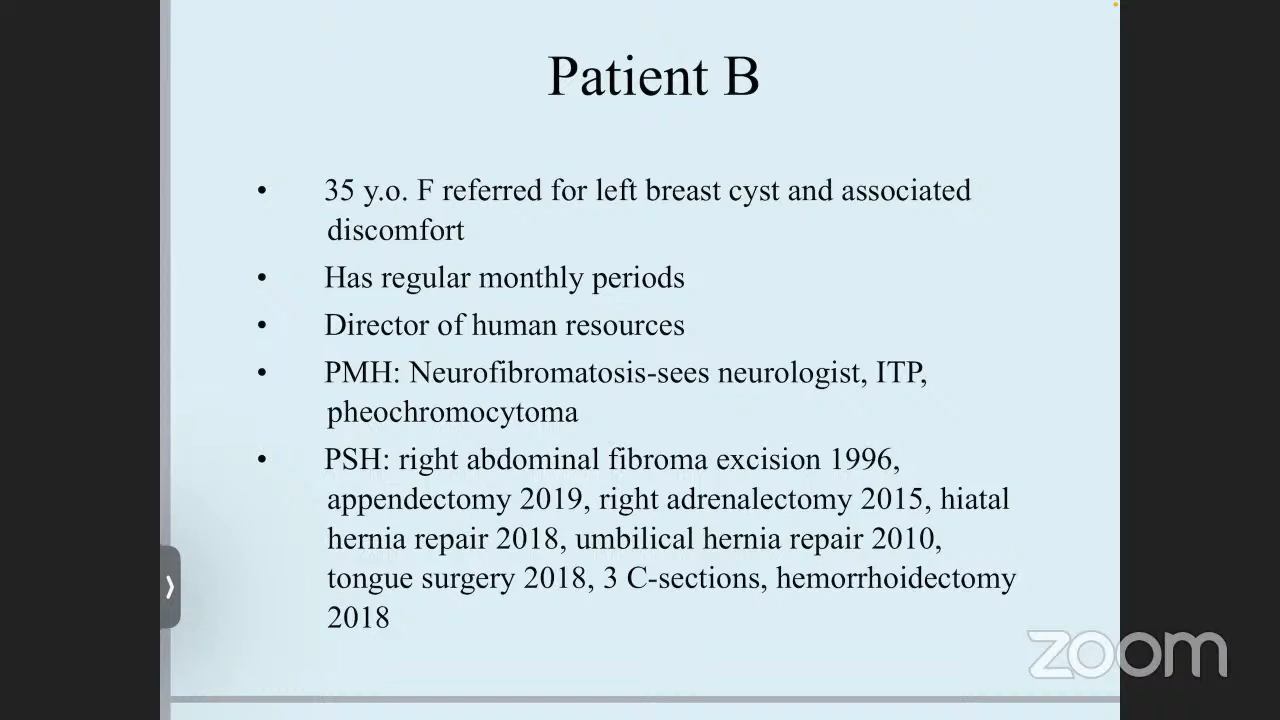 Patient B
• 35 y.o. F referred for left breast cyst and associated
discomfort
• Has regular monthly periods
• Director of human resources
• PMH: Neurofibromatosis-sees neurologist, ITP,
pheochromocytoma
• PSH: right abdominal fibroma excision 1996,
appendectomy 2019, right adrenalectomy 2015, hiatal
hernia repair 2018, umbilical hernia repair 2010,
tongue surgery 2018, 3 C-sections, hemorrhoidectomy
2018
zoom